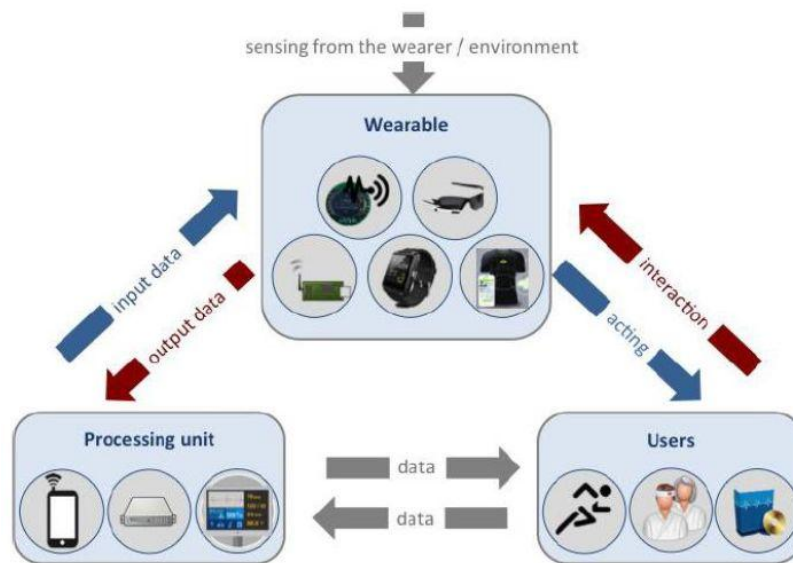 sensing from the wearer / environment
Wearable
input data
output data
interaction
acting
Processing unit
Users
data
data